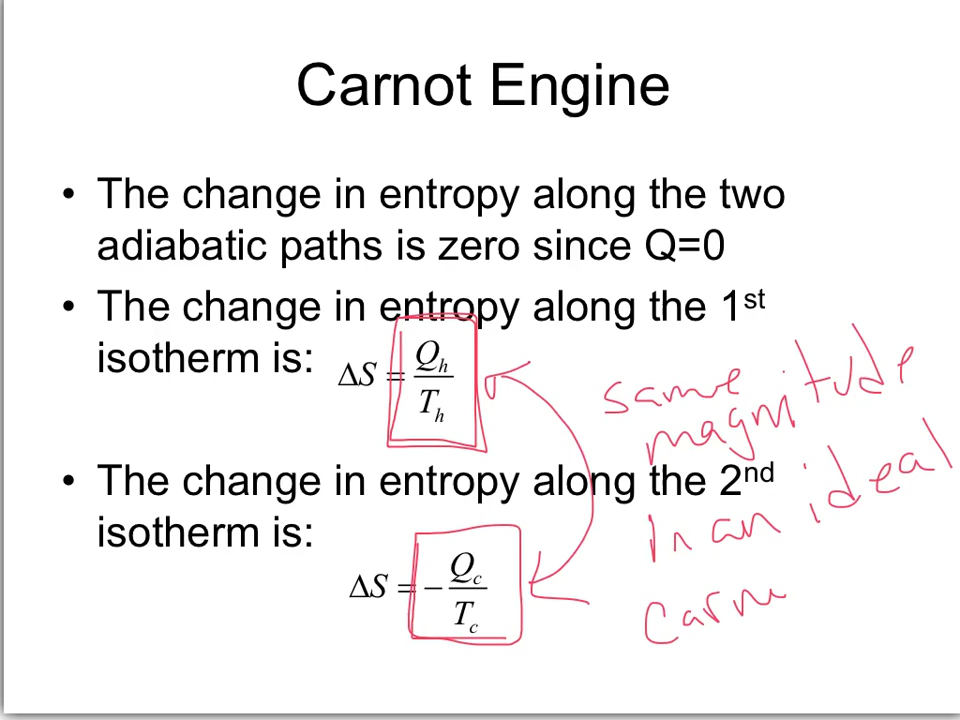 Carnot Engine
• The change in entropy along the two
adiabatic paths is zero since Q=0
• The change in entropy along the 1st
isotherm is: ΔS = Qh/Th
• The change in entropy along the 2nd
isotherm is:
ΔS = − Qc/Tc
same
magnitude
in an ideal
Carn